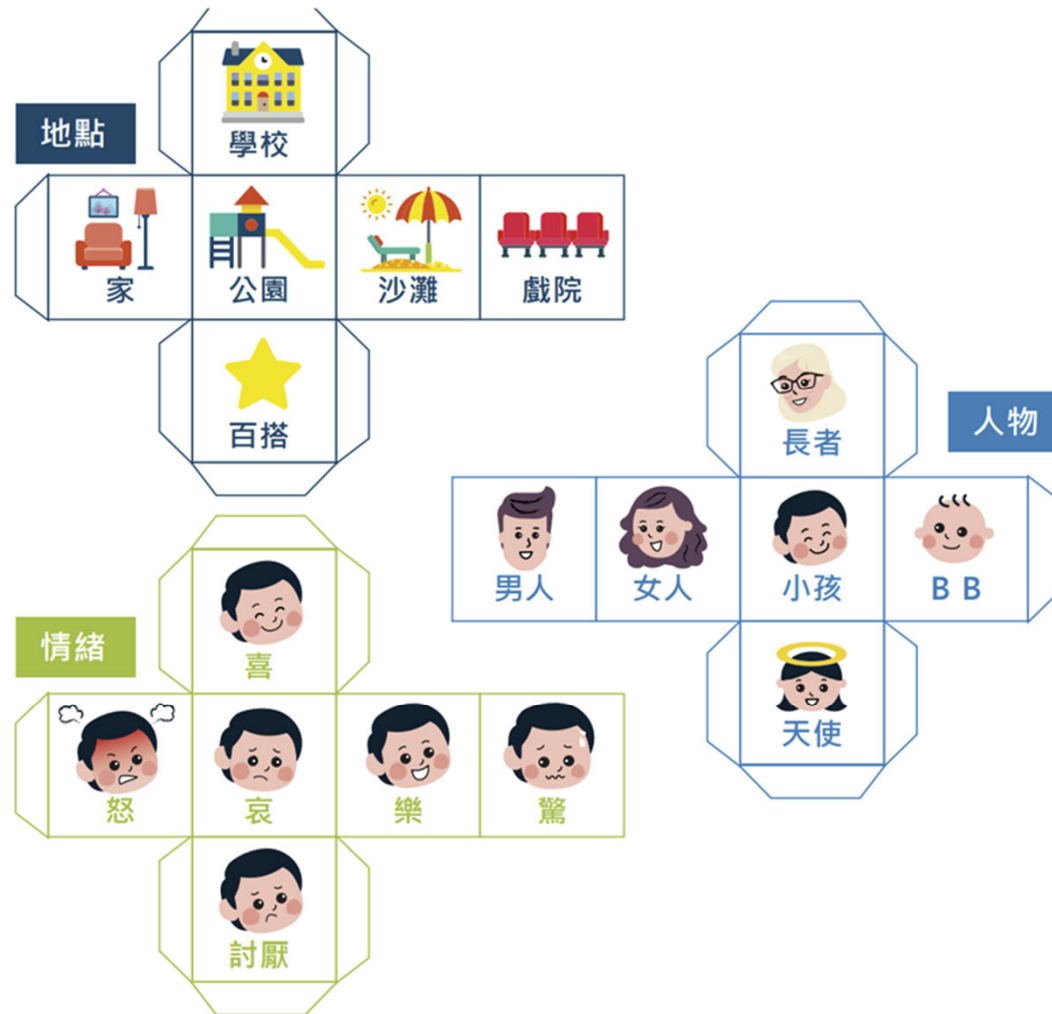 地點
學校
家
公園
沙灘
戲院
百搭
人物
長者
男人
女人
小孩
B B
天使
情緒
喜
怒
哀
樂
驚
討厭